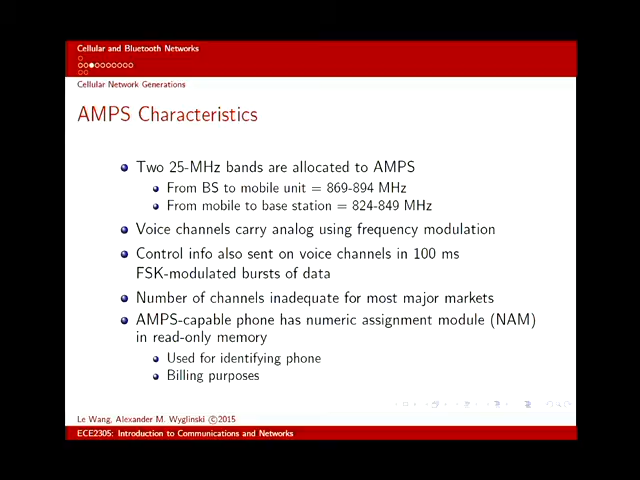 Cellular and Bluetooth Networks
Cellular Network Generations
AMPS Characteristics
Two 25-MHz bands are allocated to AMPS
From BS to mobile unit = 869-894 MHz
From mobile to base station = 824-849 MHz
Voice channels carry analog using frequency modulation
Control info also sent on voice channels in 100 ms
FSK-modulated bursts of data
Number of channels inadequate for most major markets
AMPS-capable phone has numeric assignment module (NAM)
in read-only memory
Used for identifying phone
Billing purposes
Le Wang, Alexander M. Wyglinski ©2015
ECE2305: Introduction to Communications and Networks